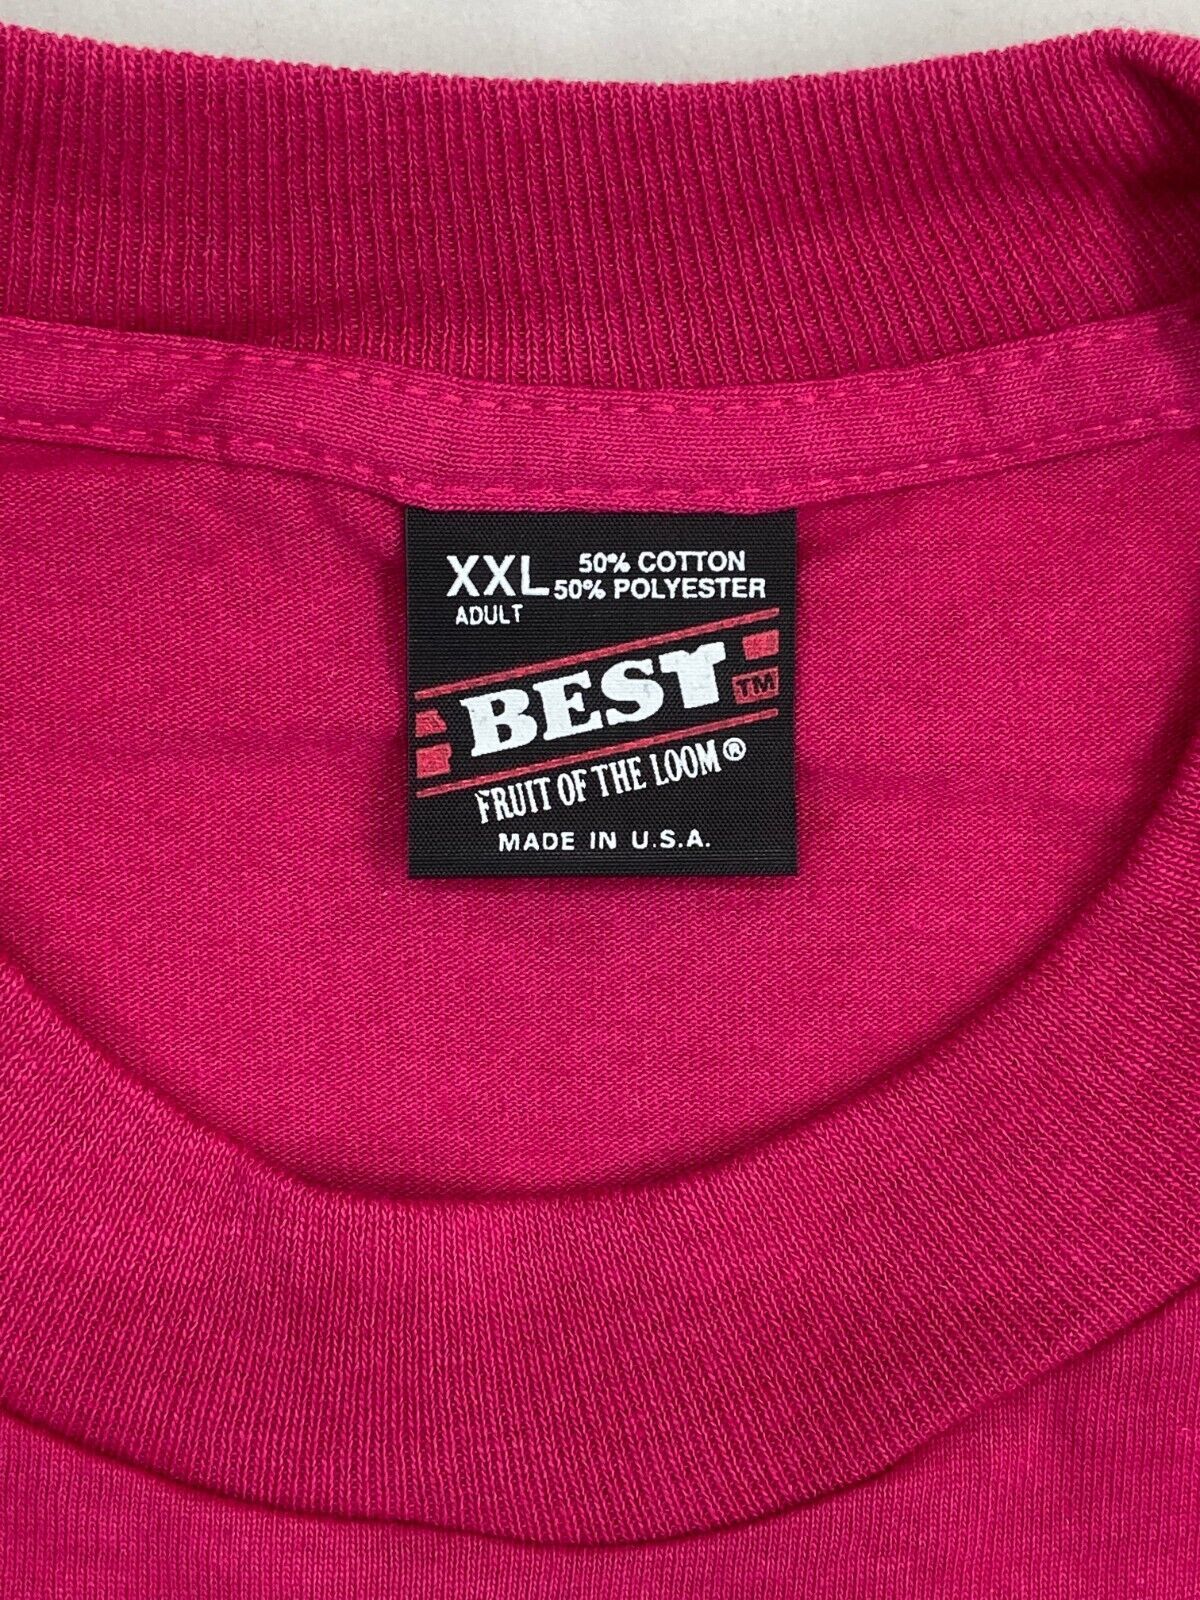 XXL 50% COTTON
ADULT 50% POLYESTER
BEST TM
FRUIT OF THE LOOM®
MADE IN U.S.A.